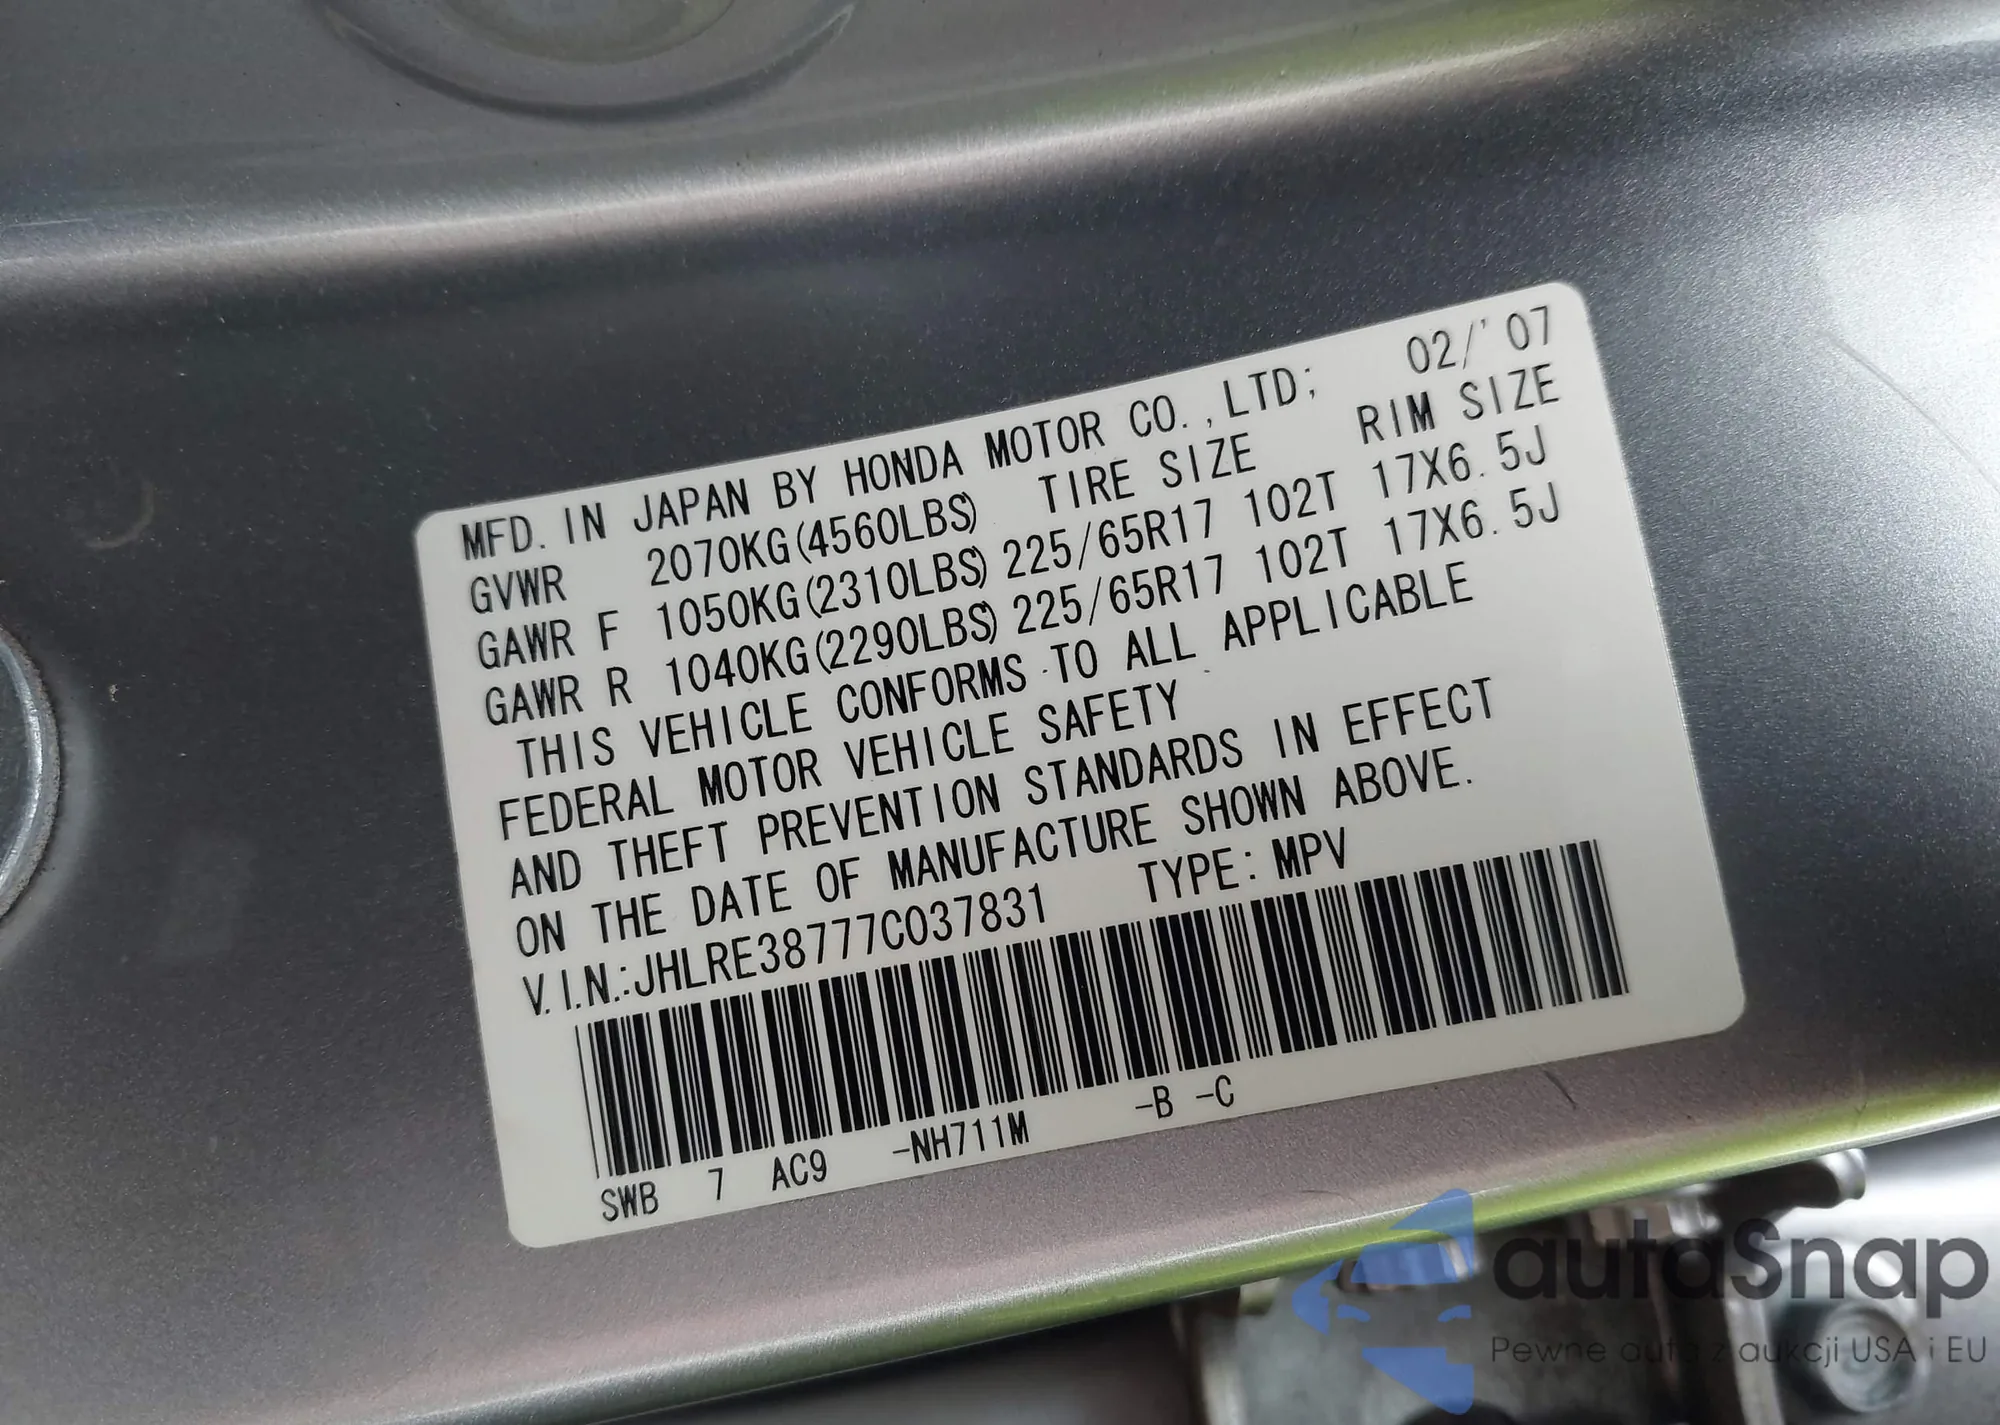 MFD. IN JAPAN BY HONDA MOTOR CO.,LTD; 02/'07
GVWR 2070KG(4560LBS) TIRE SIZE RIM SIZE
GAWR F 1050KG(2310LBS) 225/65R17 102T 17X6.5J
GAWR R 1040KG(2290LBS) 225/65R17 102T 17X6.5J
THIS VEHICLE CONFORMS TO ALL APPLICABLE
FEDERAL MOTOR VEHICLE SAFETY
AND THEFT PREVENTION STANDARDS IN EFFECT
ON THE DATE OF MANUFACTURE SHOWN ABOVE.
V.I.N.:JHLRE38777C037831 TYPE: MPV
SWB 7 AC9 -NH711M -B -C
autaSnap
Pewne auta z aukcji USA i EU